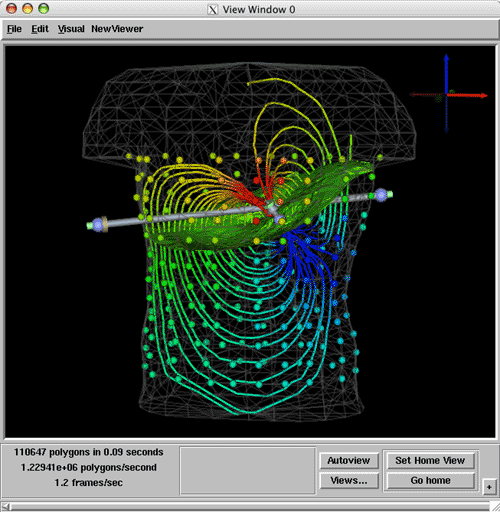 View Window 0
File Edit Visual NewViewer
110647 polygons in 0.09 seconds
1.22941e+06 polygons/second
1.2 frames/sec
Autoview
Set Home View
Views...
Go home
+